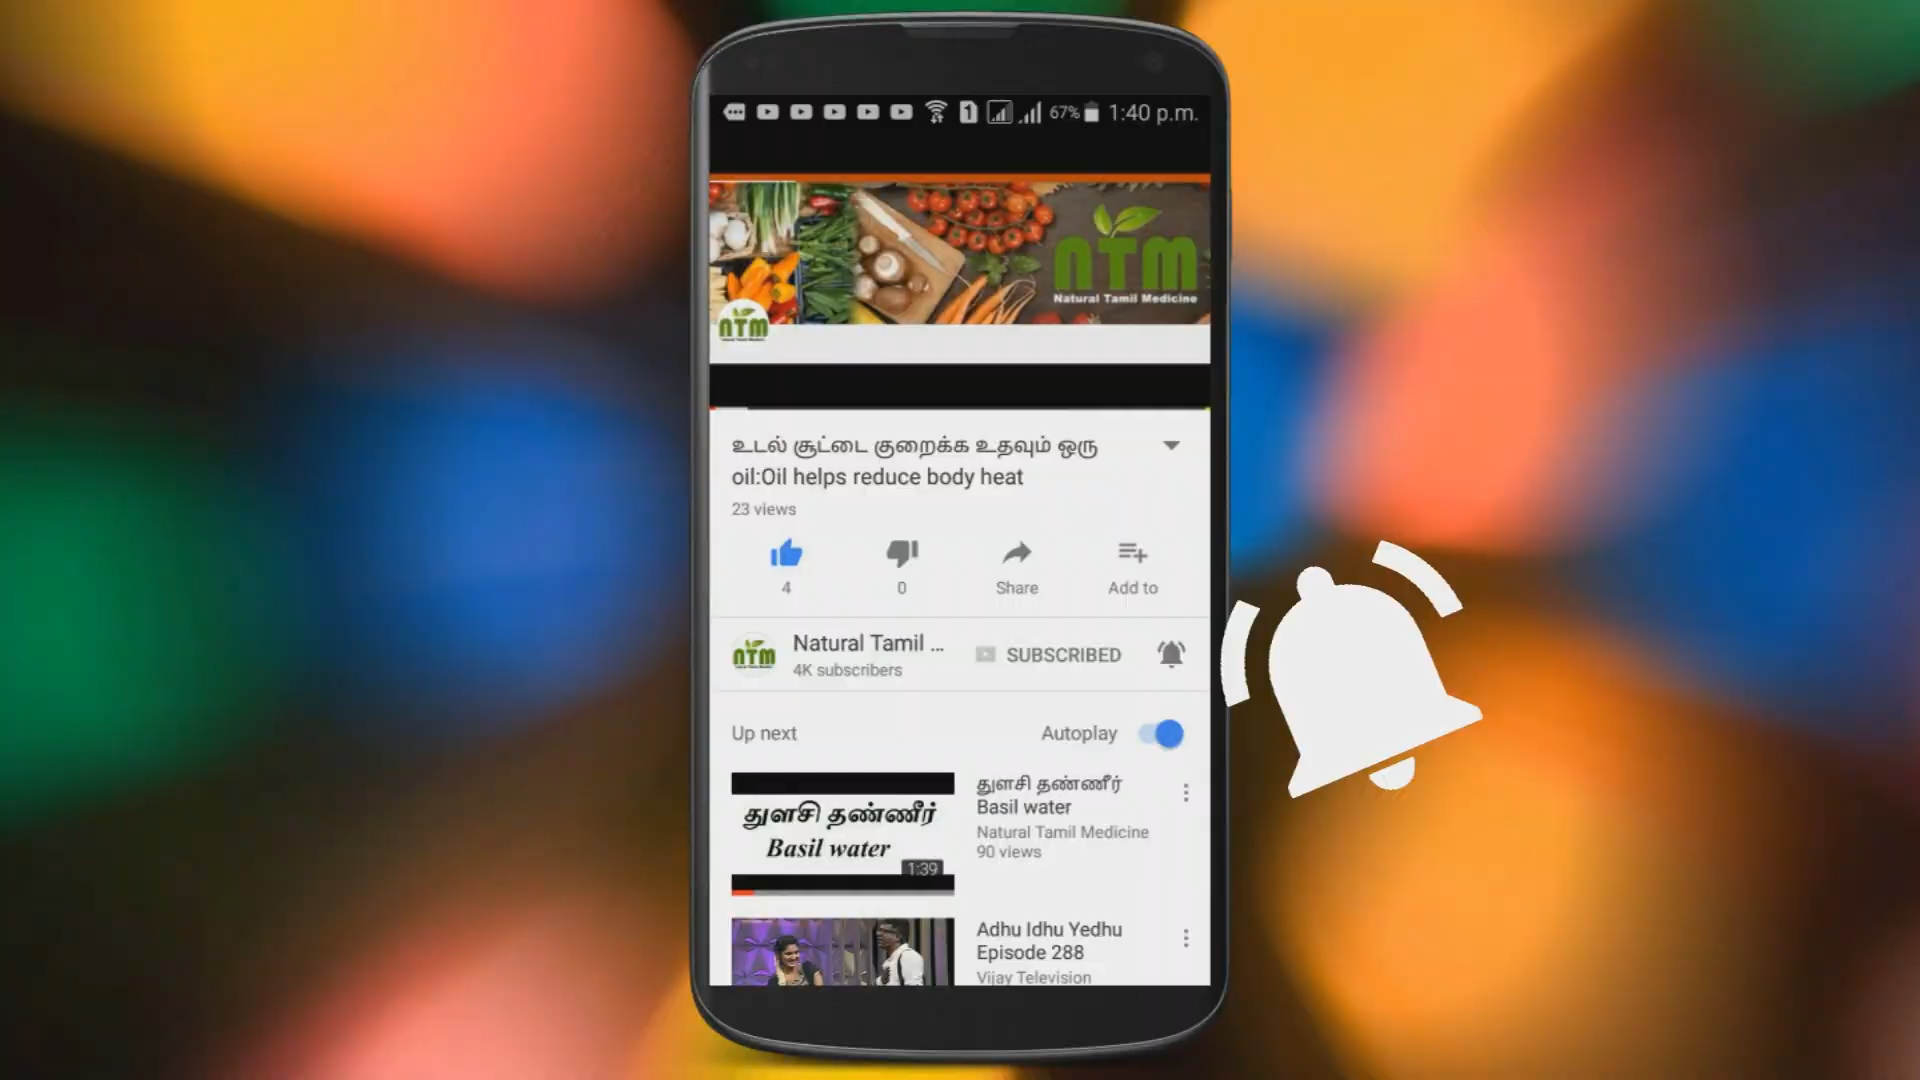 67% 1:40 p.m.
NTM
Natural Tamil Medicine
NTM
உடல் சூட்டை குறைக்க உதவும் ஒரு
oil:Oil helps reduce body heat
23 views
4
0
Share
Add to
NTM
Natural Tamil ...
4K subscribers
SUBSCRIBED
Up next
Autoplay
துளசி தண்ணீர்
Basil water
1:39
துளசி தண்ணீர்
Basil water
Natural Tamil Medicine
90 views
Adhu Idhu Yedhu
Episode 288
Vijay Television